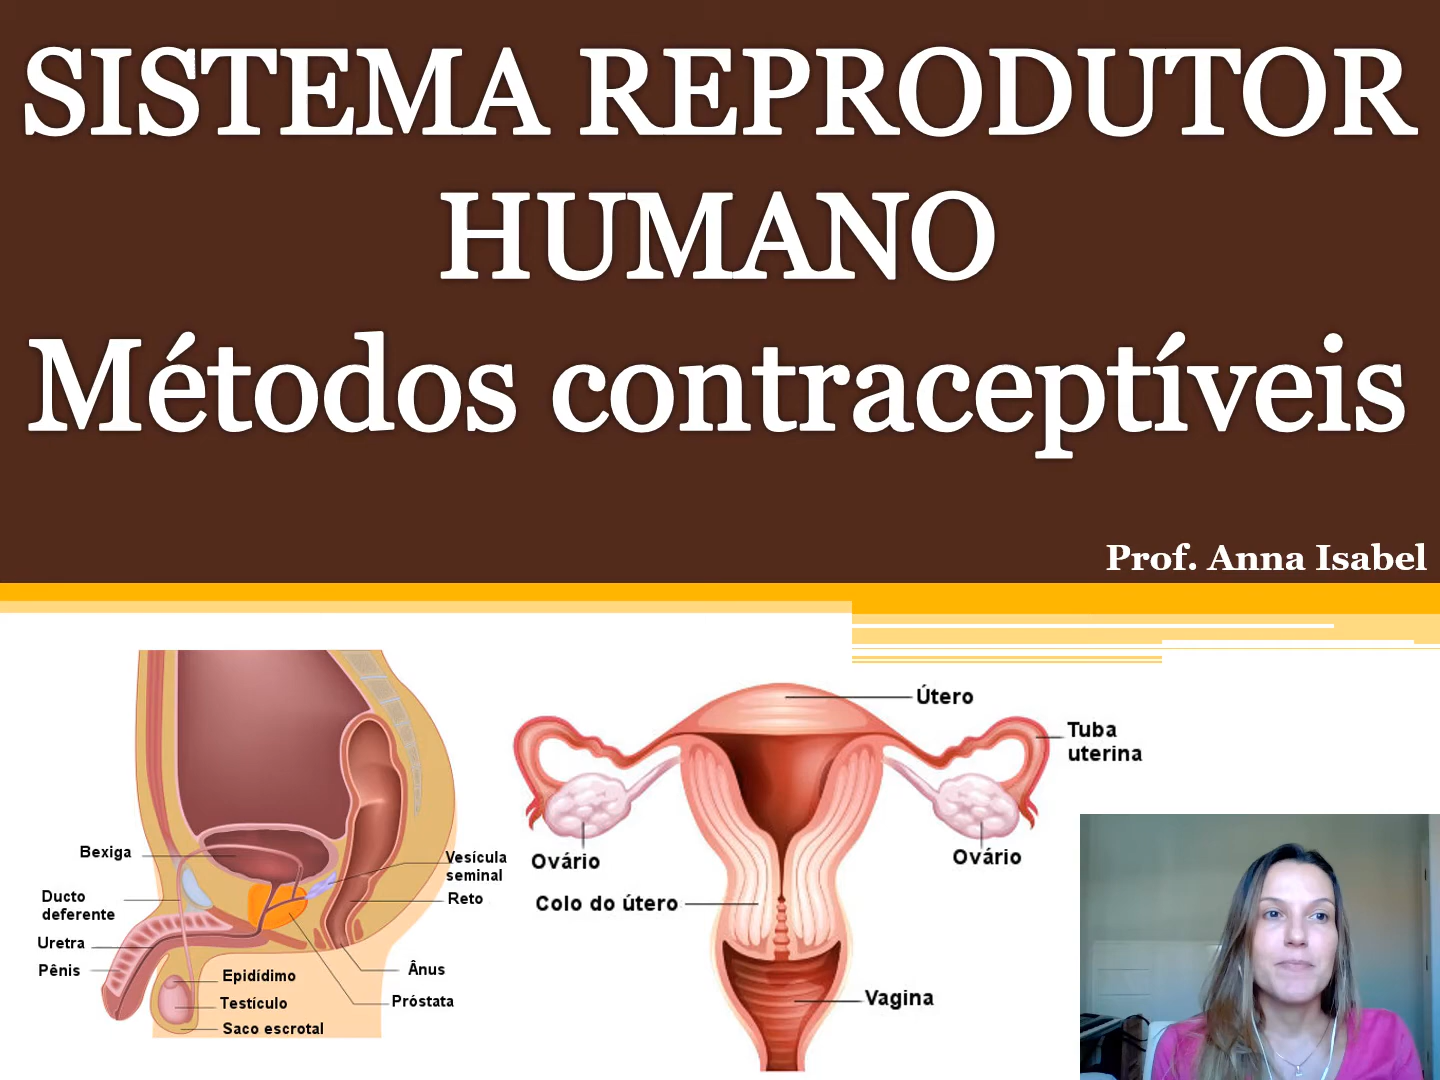 SISTEMA REPRODUTOR
HUMANO
Métodos contraceptíveis
Prof. Anna Isabel
Bexiga
Ducto
deferente
Uretra
Pênis
Epidídimo
Testículo
Saco escrotal
Vesícula
seminal
Reto
Ânus
Próstata
Útero
Tuba
uterina
Ovário
Ovário
Colo do útero
Vagina